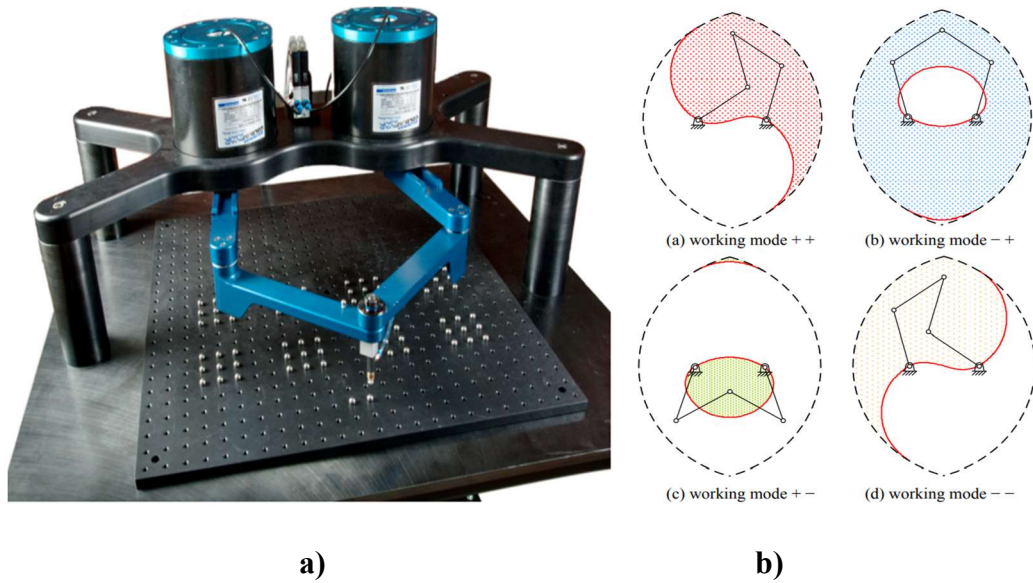 (a) working mode + +
(b) working mode − +
(c) working mode + −
(d) working mode − −
a)
b)